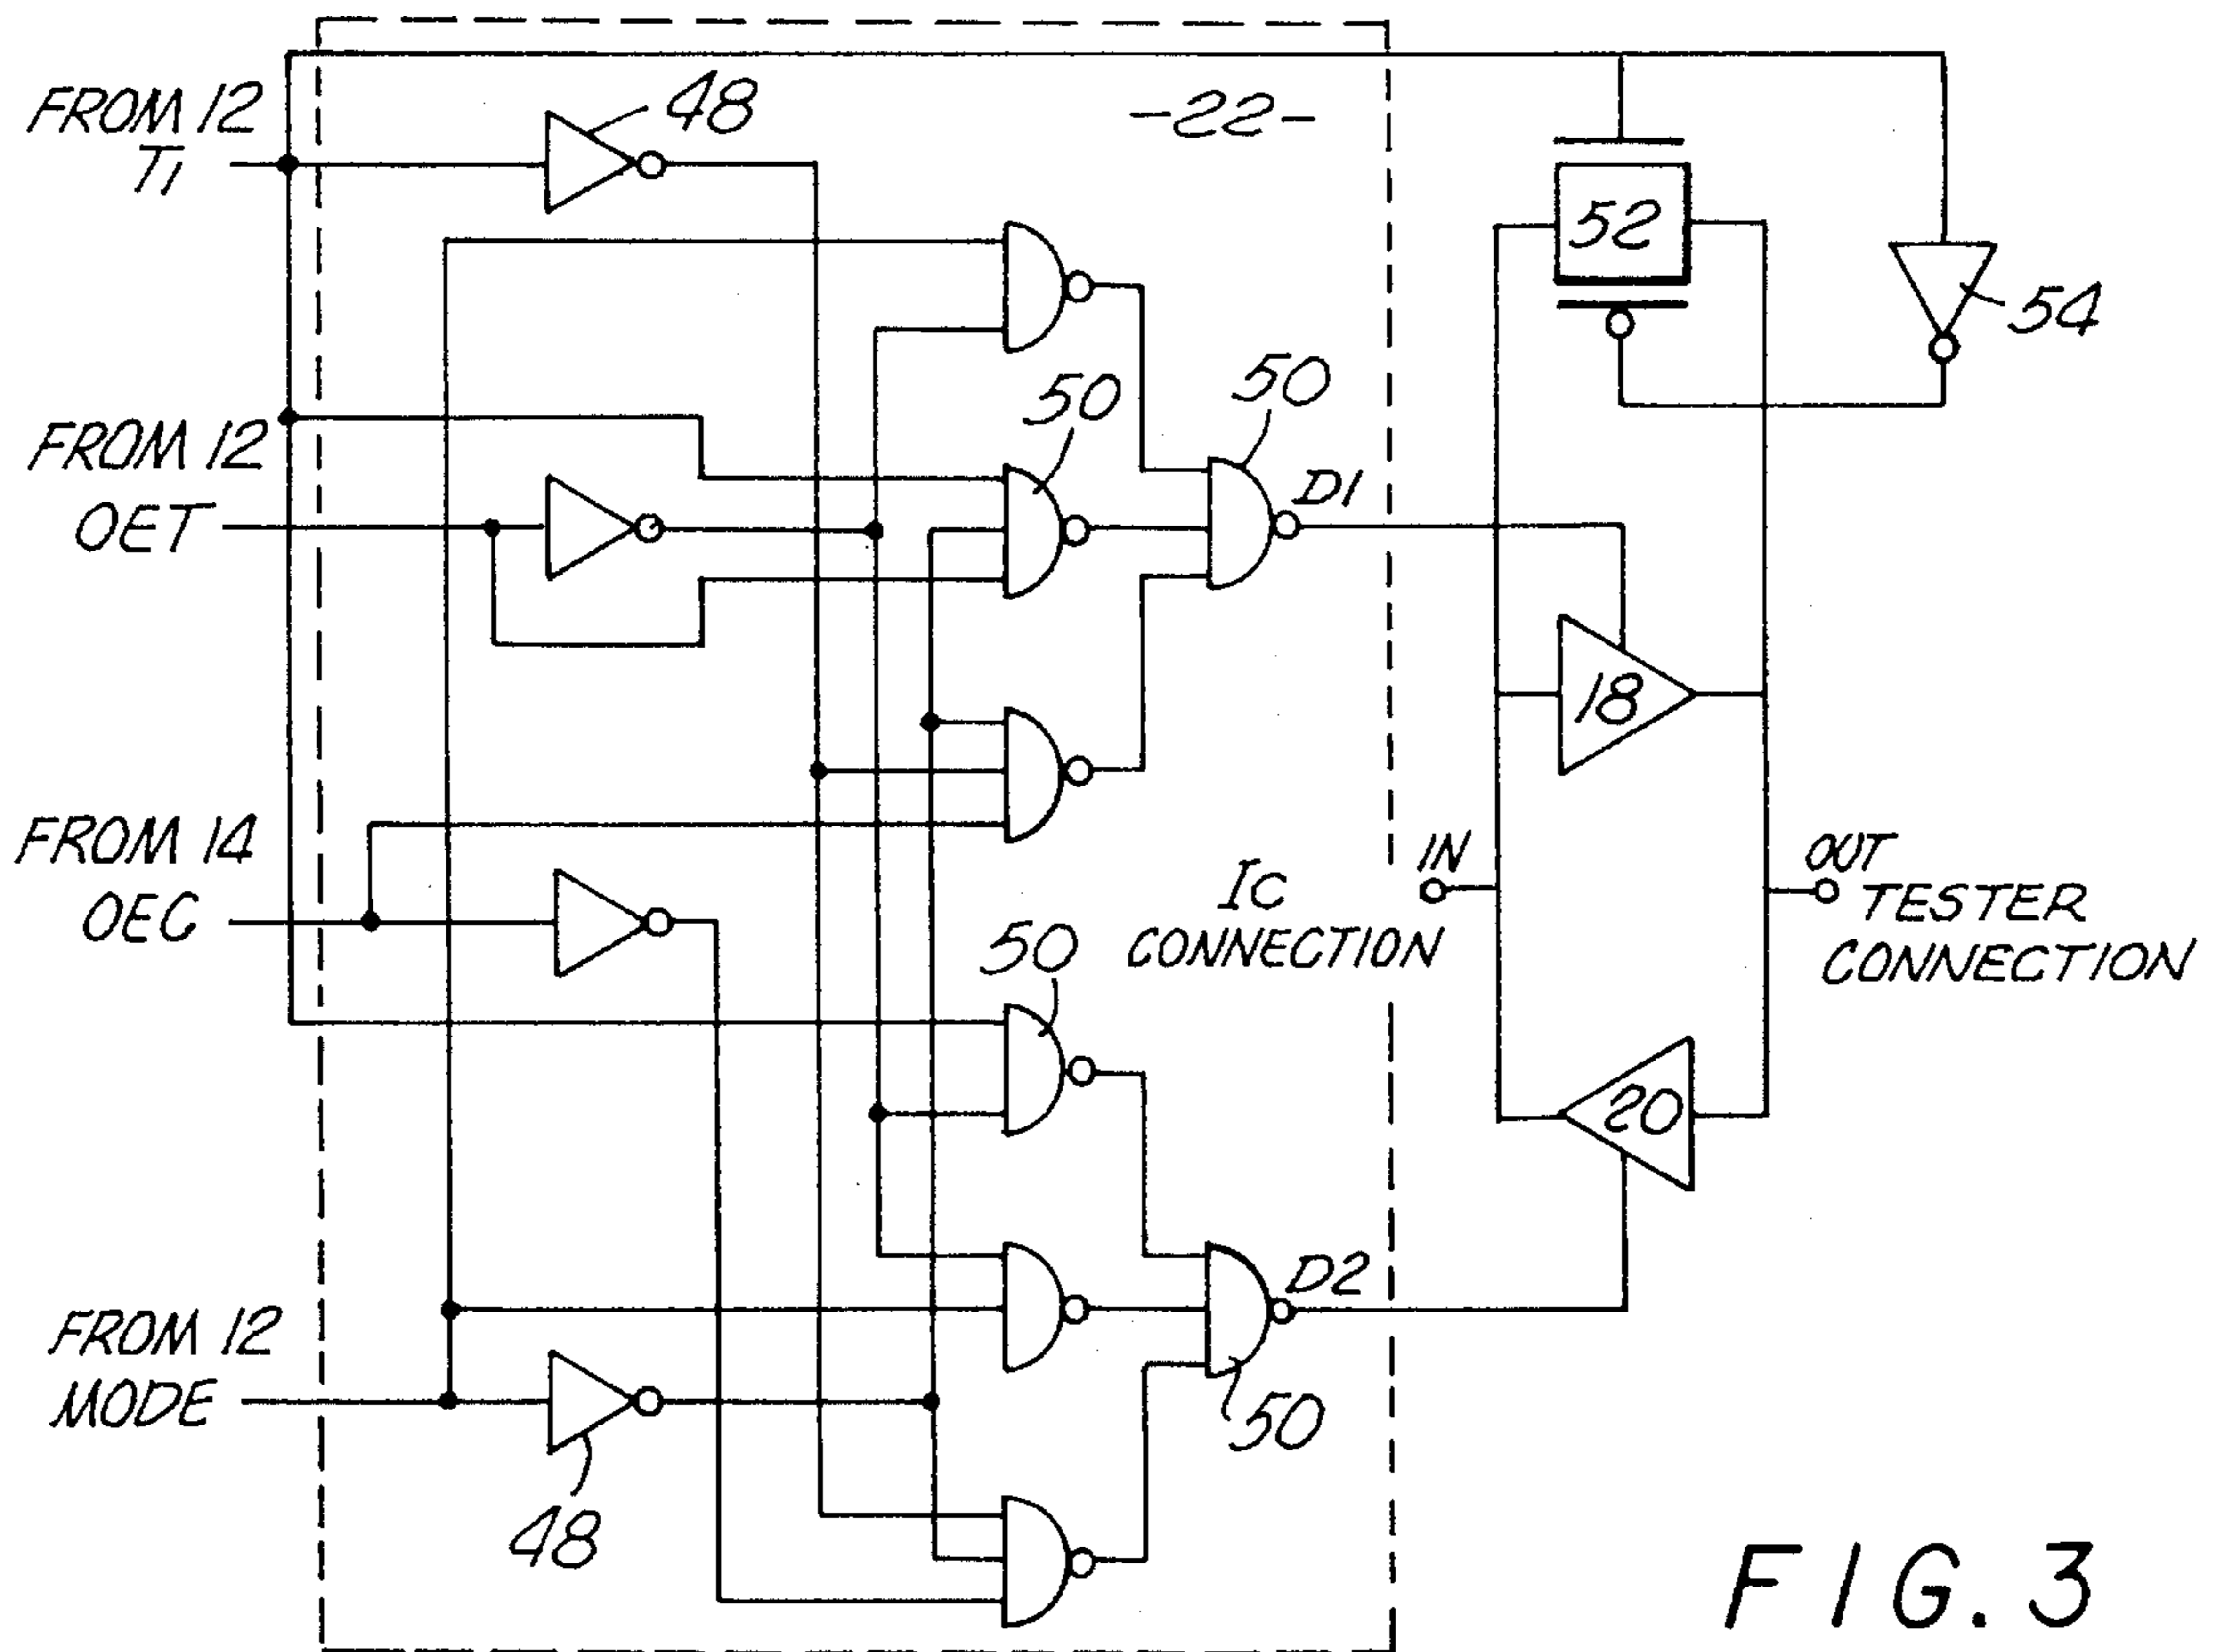 FROM 12
T1
48
-22-
52
54
FROM 12
OET
50
50
D1
18
FROM 14
OEC
50
IC
CONNECTION
IN
OUT
TESTER
CONNECTION
20
FROM 12
MODE
48
D2
50
FIG. 3